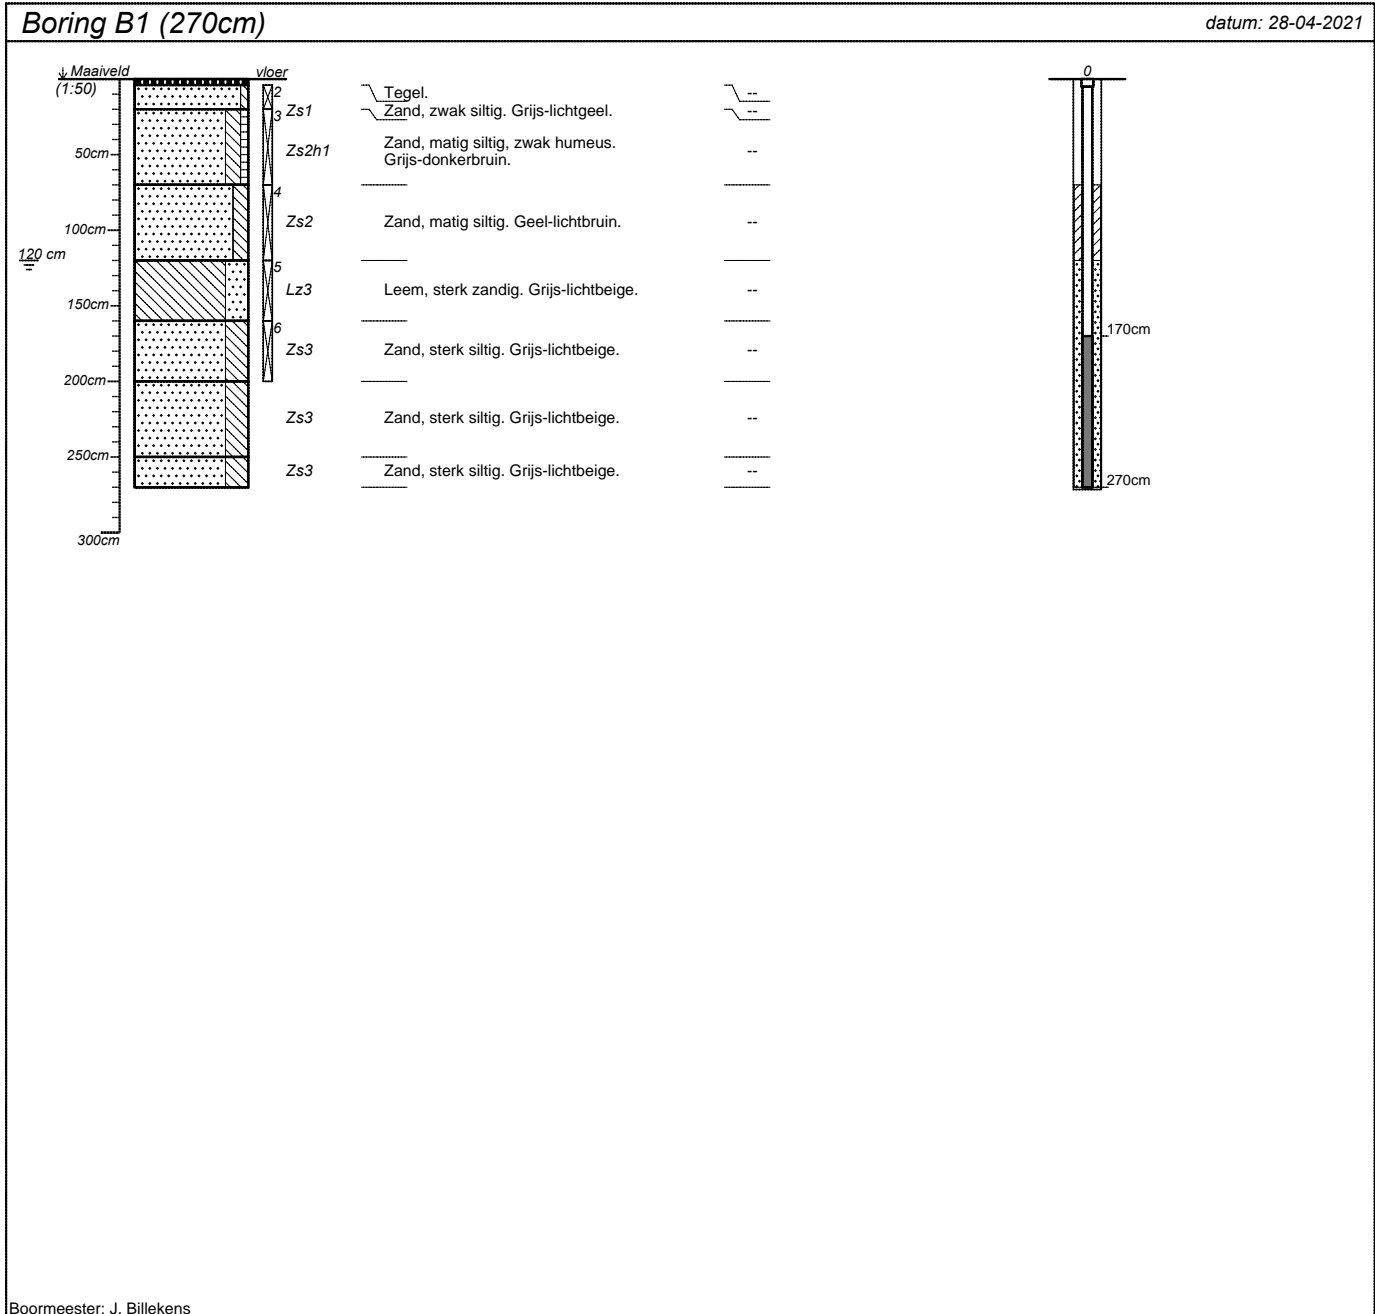 Boring B1 (270cm)
datum: 28-04-2021
Maaiveld
vloer
0
(1:50)
2
Tegel.
--
3
Zs1
Zand, zwak siltig. Grijs-lichtgeel.
--
50cm
Zs2h1
Zand, matig siltig, zwak humeus.
Grijs-donkerbruin.
--
4
100cm
Zs2
Zand, matig siltig. Geel-lichtbruin.
--
120 cm
5
150cm
Lz3
Leem, sterk zandig. Grijs-lichtbeige.
--
6
170cm
Zs3
Zand, sterk siltig. Grijs-lichtbeige.
--
200cm
Zs3
Zand, sterk siltig. Grijs-lichtbeige.
--
250cm
Zs3
Zand, sterk siltig. Grijs-lichtbeige.
--
270cm
300cm
Boormeester: J. Billekens